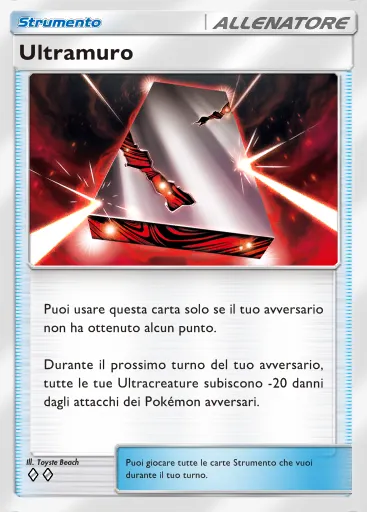 Strumento
ALLENATORE
Ultramuro
Puoi usare questa carta solo se il tuo avversario
non ha ottenuto alcun punto.
Durante il prossimo turno del tuo avversario,
tutte le tue Ultracreature subiscono -20 danni
dagli attacchi dei Pokémon avversari.
Ill. Toyste Beach
Puoi giocare tutte le carte Strumento che vuoi
durante il tuo turno.